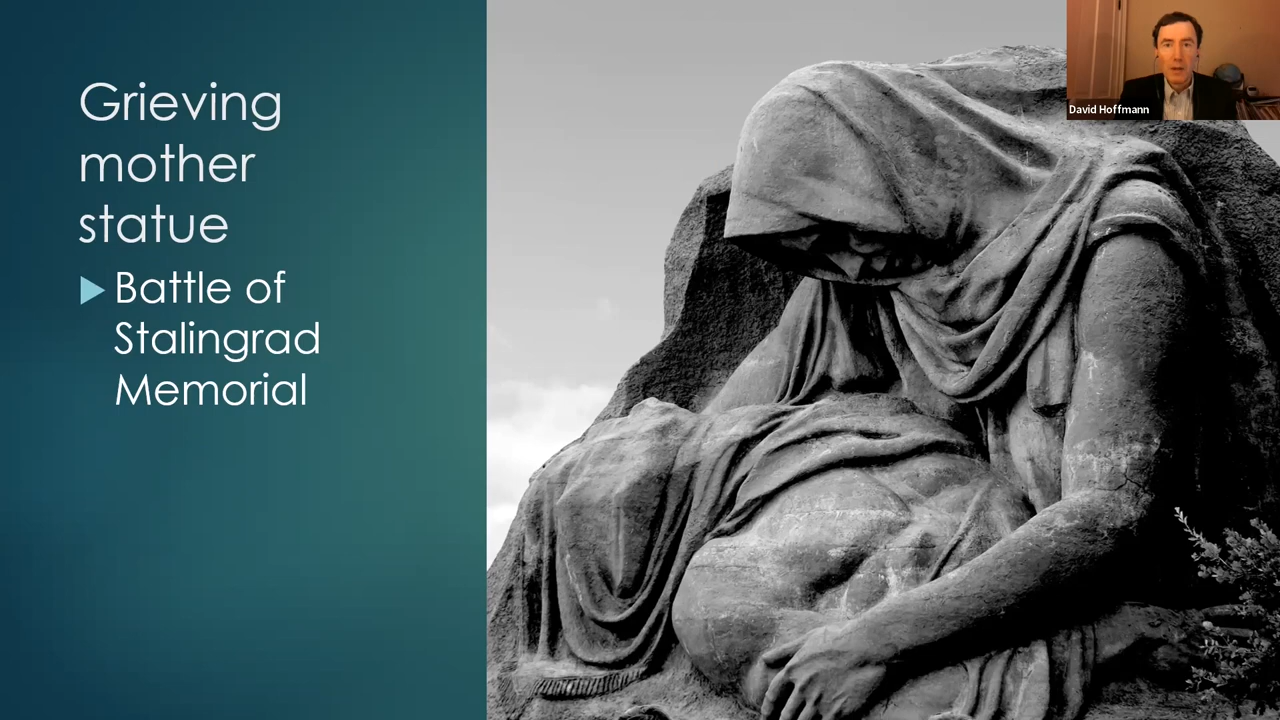 Grieving
mother
statue
Battle of
Stalingrad
Memorial
David Hoffmann